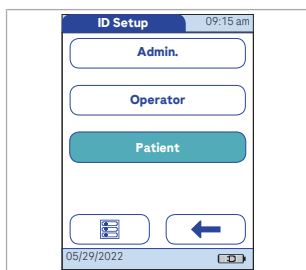 ID Setup 09:15 am
Admin.
Operator
Patient
05/29/2022